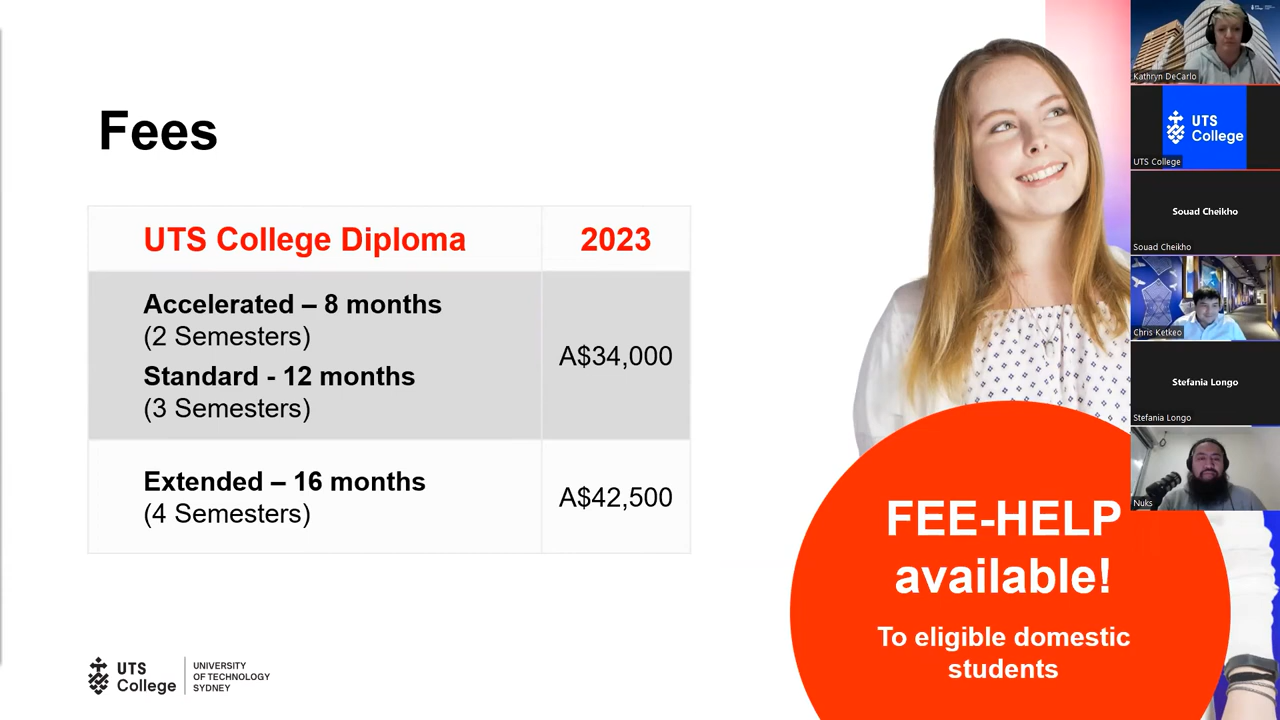 Fees
UTS College Diploma
2023
Accelerated – 8 months
(2 Semesters)
Standard - 12 months
(3 Semesters)
A$34,000
Extended – 16 months
(4 Semesters)
A$42,500
FEE-HELP
available!
To eligible domestic
students
UTS
College
UNIVERSITY
OF TECHNOLOGY
SYDNEY
Kathryn DeCarlo
UTS
College
UTS College
Souad Cheikho
Souad Cheikho
Chris Ketkeo
Stefania Longo
Stefania Longo
Nuks